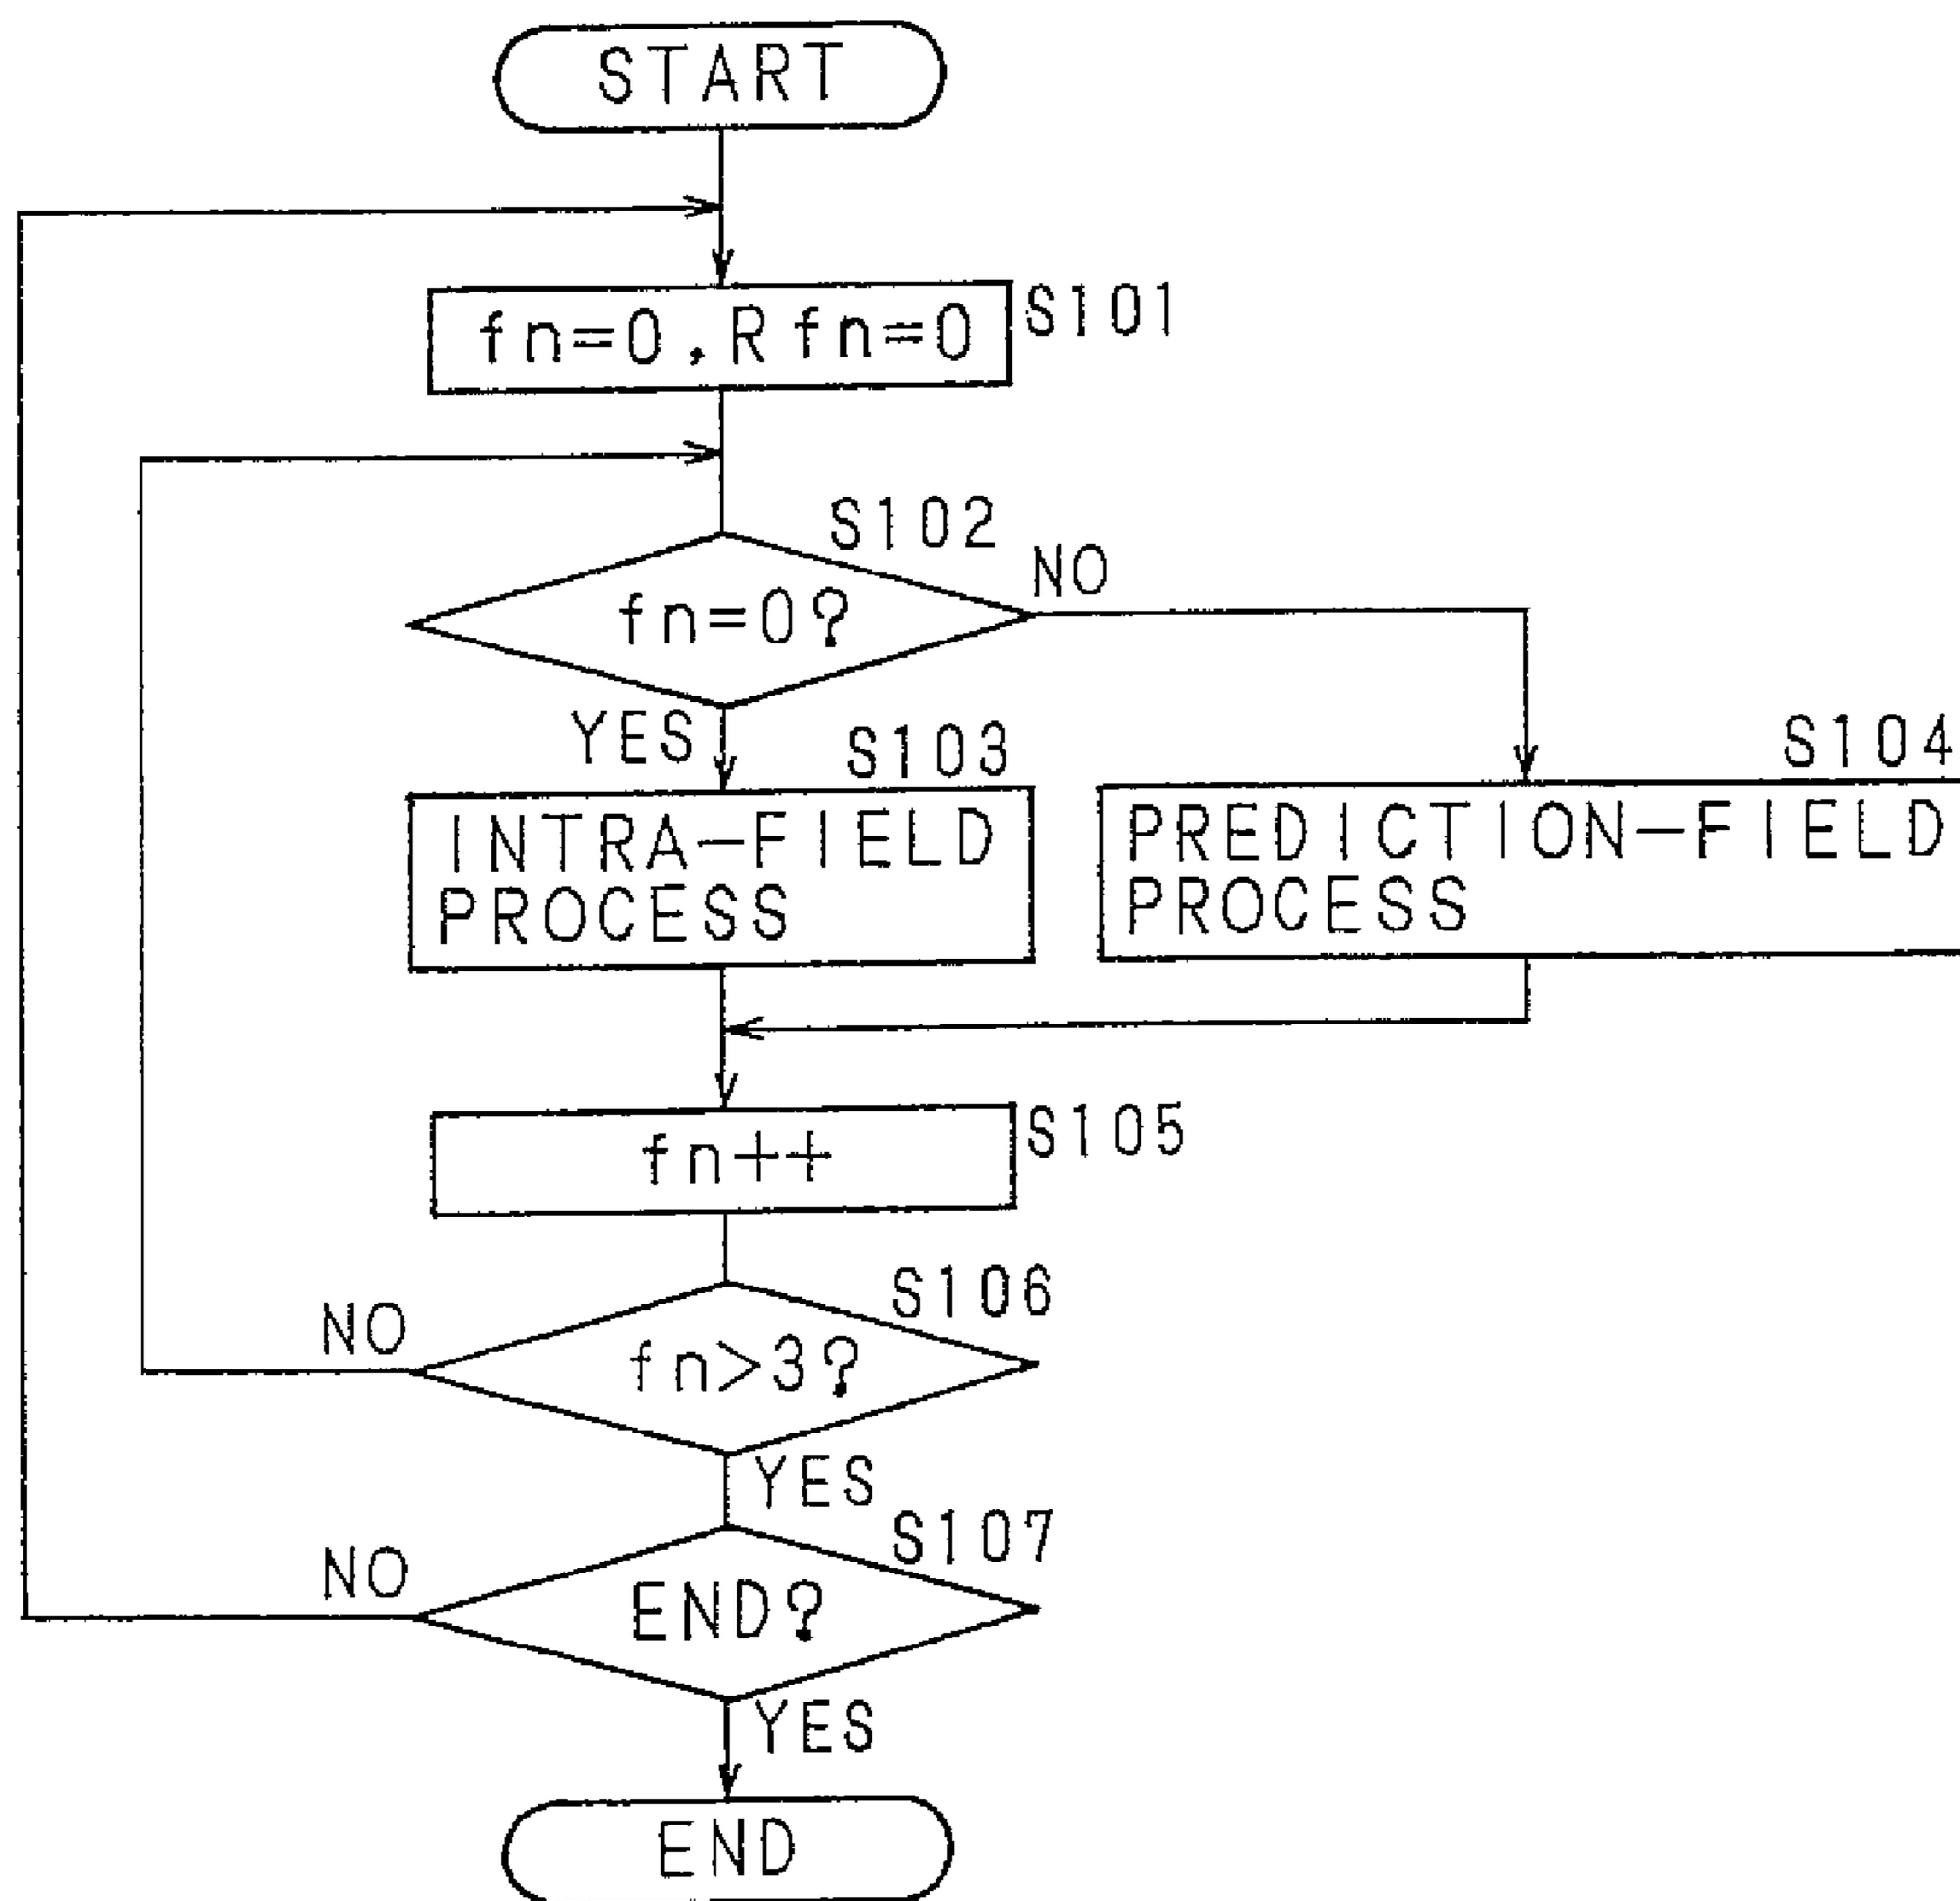 START
fn=0,Rfn=0
S101
S102
fn=0?
NO
YES
S103
INTRA-FIELD
PROCESS
S104
PREDICTION-FIELD
PROCESS
fn++
S105
S106
NO
fn>3?
YES
S107
NO
END?
YES
END